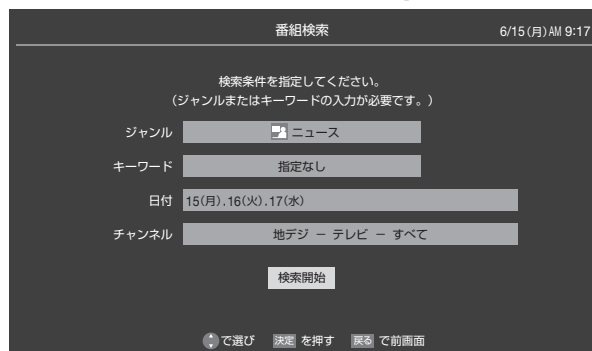 番組検索 6/15(月)AM 9:17
検索条件を指定してください。
(ジャンルまたはキーワードの入力が必要です。)
ジャンル ニュース
キーワード 指定なし
日付 15(月).16(火).17(水)
チャンネル 地デジ － テレビ － すべて
検索開始
で選び 決定 を押す 戻る で前画面